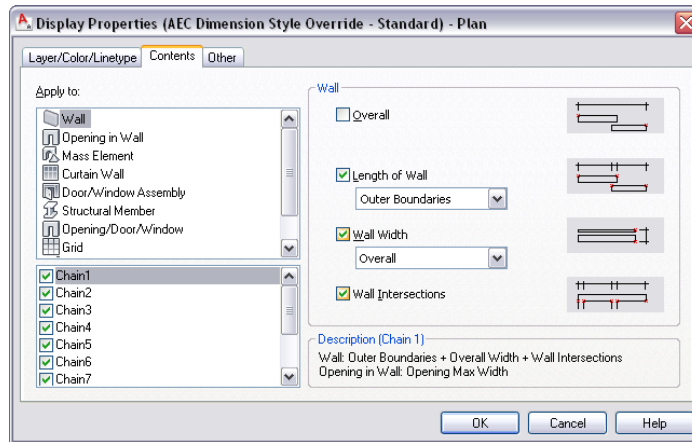 Display Properties (AEC Dimension Style Override - Standard) - Plan
Layer/Color/Linetype Contents Other
Apply to:
Wall
Opening in Wall
Mass Element
Curtain Wall
Door/Window Assembly
Structural Member
Opening/Door/Window
Grid
Chain1
Chain2
Chain3
Chain4
Chain5
Chain6
Chain7
Wall
Overall
Length of Wall
Outer Boundaries
Wall Width
Overall
Wall Intersections
Description (Chain 1)
Wall: Outer Boundaries + Overall Width + Wall Intersections
Opening in Wall: Opening Max Width
OK Cancel Help